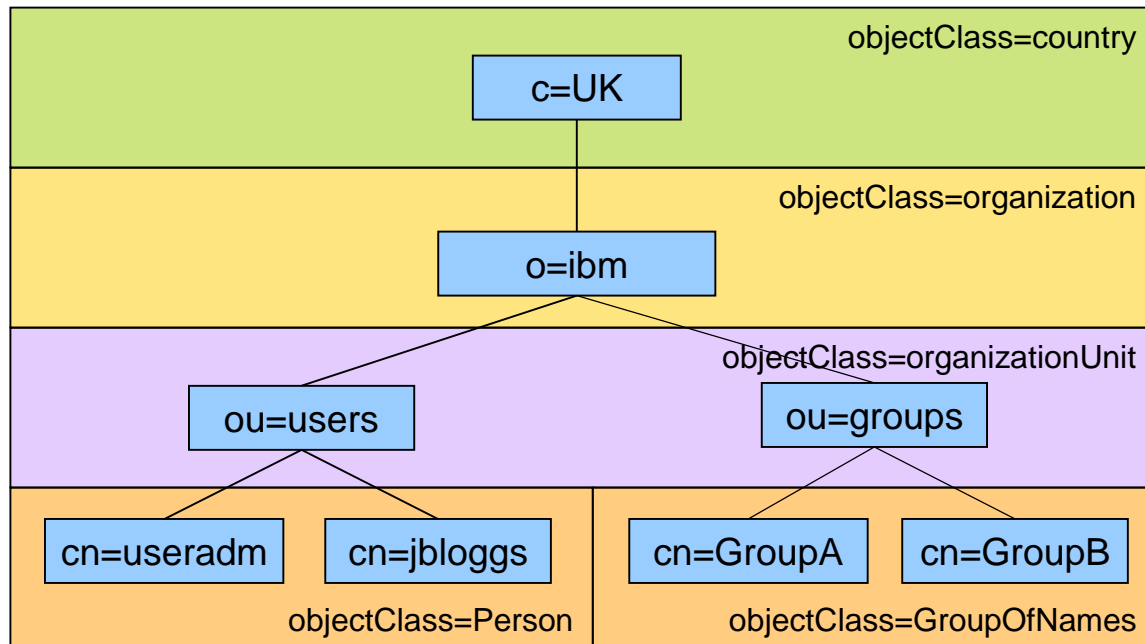 objectClass=country
c=UK
objectClass=organization
o=ibm
objectClass=organizationUnit
ou=users
ou=groups
cn=useradm
cn=jbloggs
cn=GroupA
cn=GroupB
objectClass=Person
objectClass=GroupOfNames